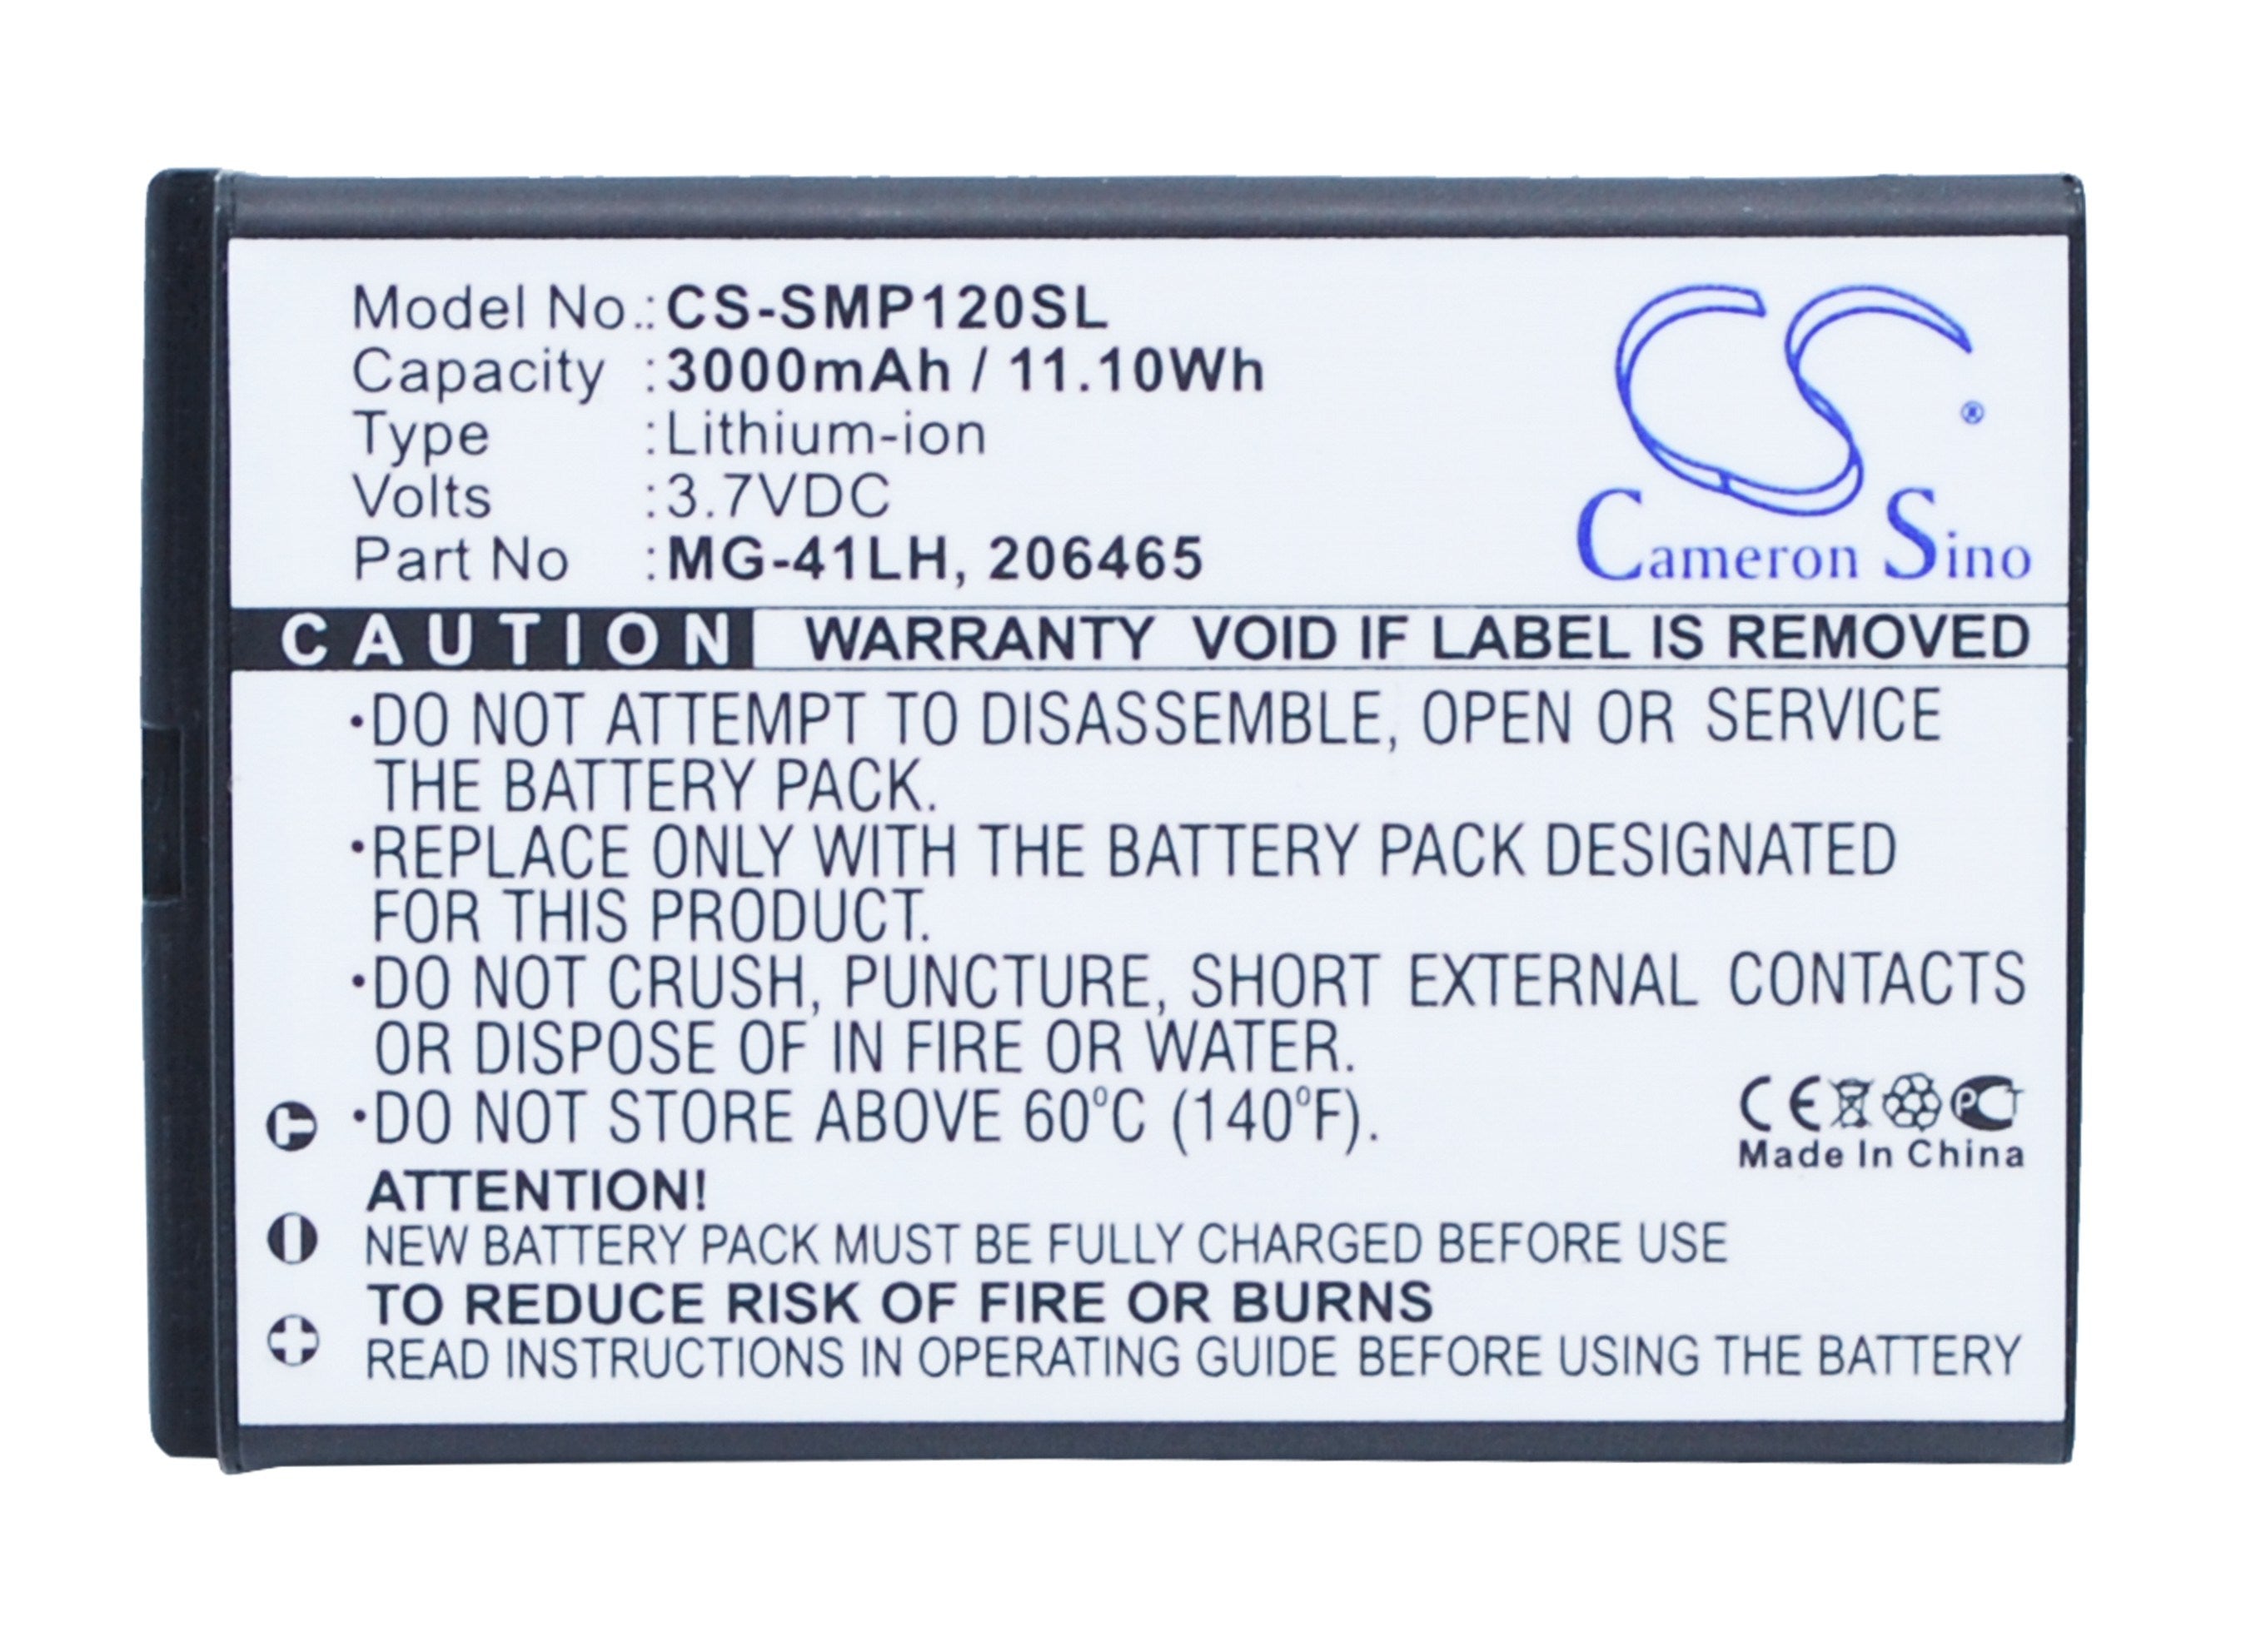 Model No.: CS-SMP120SL
Capacity : 3000mAh / 11.10Wh
Type : Lithium-ion
Volts : 3.7VDC
Part No : MG-41LH, 206465
CS ®
Cameron Sino
CAUTION WARRANTY VOID IF LABEL IS REMOVED
·DO NOT ATTEMPT TO DISASSEMBLE, OPEN OR SERVICE
THE BATTERY PACK.
·REPLACE ONLY WITH THE BATTERY PACK DESIGNATED
FOR THIS PRODUCT.
·DO NOT CRUSH, PUNCTURE, SHORT EXTERNAL CONTACTS
OR DISPOSE OF IN FIRE OR WATER.
·DO NOT STORE ABOVE 60°C (140°F).
CE PCT
Made In China
T
ATTENTION!
NEW BATTERY PACK MUST BE FULLY CHARGED BEFORE USE
TO REDUCE RISK OF FIRE OR BURNS
READ INSTRUCTIONS IN OPERATING GUIDE BEFORE USING THE BATTERY